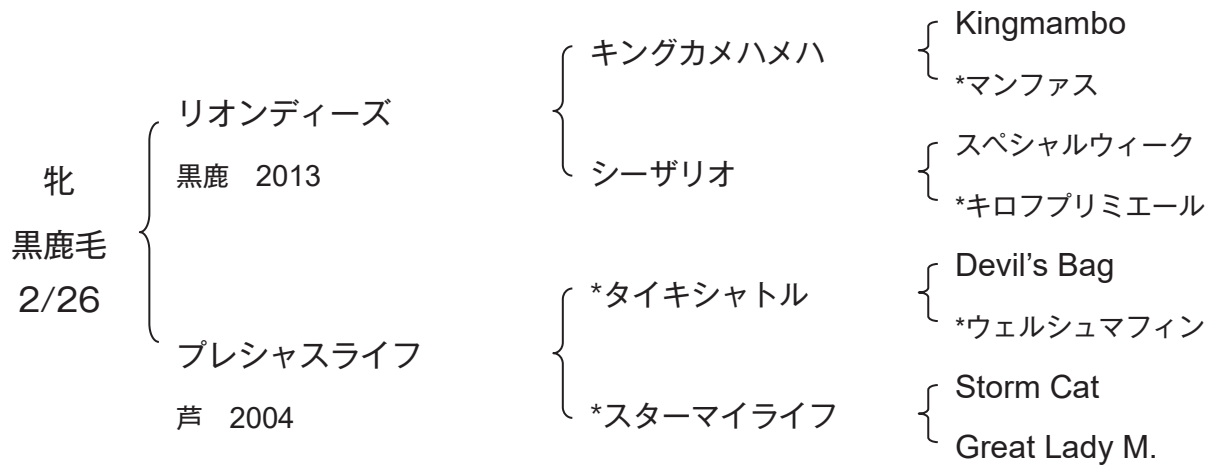 牝
黒鹿毛
2/26
リオンディーズ
黒鹿　2013
プレシャスライフ
芦　2004
キングカメハメハ
シーザリオ
*タイキシャトル
*スターマイライフ
Kingmambo
*マンファス
スペシャルウィーク
*キロフプリミエール
Devil’s Bag
*ウェルシュマフィン
Storm Cat
Great Lady M.